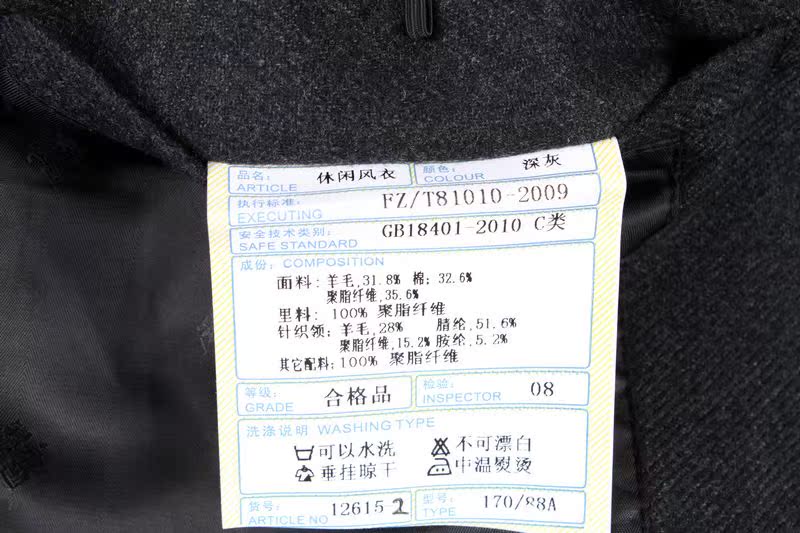 品名: 休闲风衣 颜色: 深灰
ARTICLE COLOUR
执行标准: FZ/T81010-2009
EXECUTING
安全技术类别: GB18401-2010 C类
SAFE STANDARD
成份: COMPOSITION
面料: 羊毛,31.8% 棉: 32.6%
聚脂纤维,35.6%
里料: 100% 聚脂纤维
针织领: 羊毛,28% 腈纶,51.6%
聚脂纤维,15.2% 胺纶,5.2%
其它配料: 100% 聚脂纤维
等级: 合格品 检验: 08
GRADE INSPECTOR
洗涤说明 WASHING TYPE
可以水洗 不可漂白
垂挂晾干 中温熨烫
货号: 12615-2 型号: 170/88A
ARTICLE NO TYPE